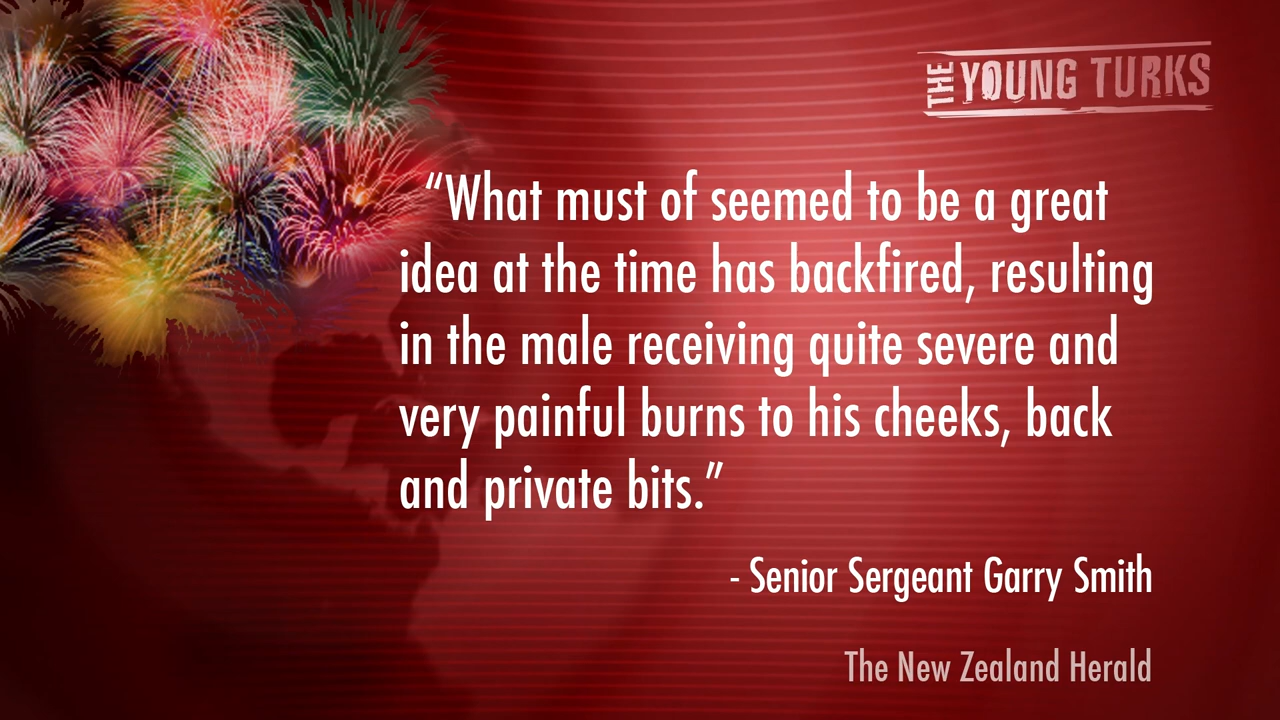 THE YOUNG TURKS
“What must of seemed to be a great
idea at the time has backfired, resulting
in the male receiving quite severe and
very painful burns to his cheeks, back
and private bits.”
- Senior Sergeant Garry Smith
The New Zealand Herald